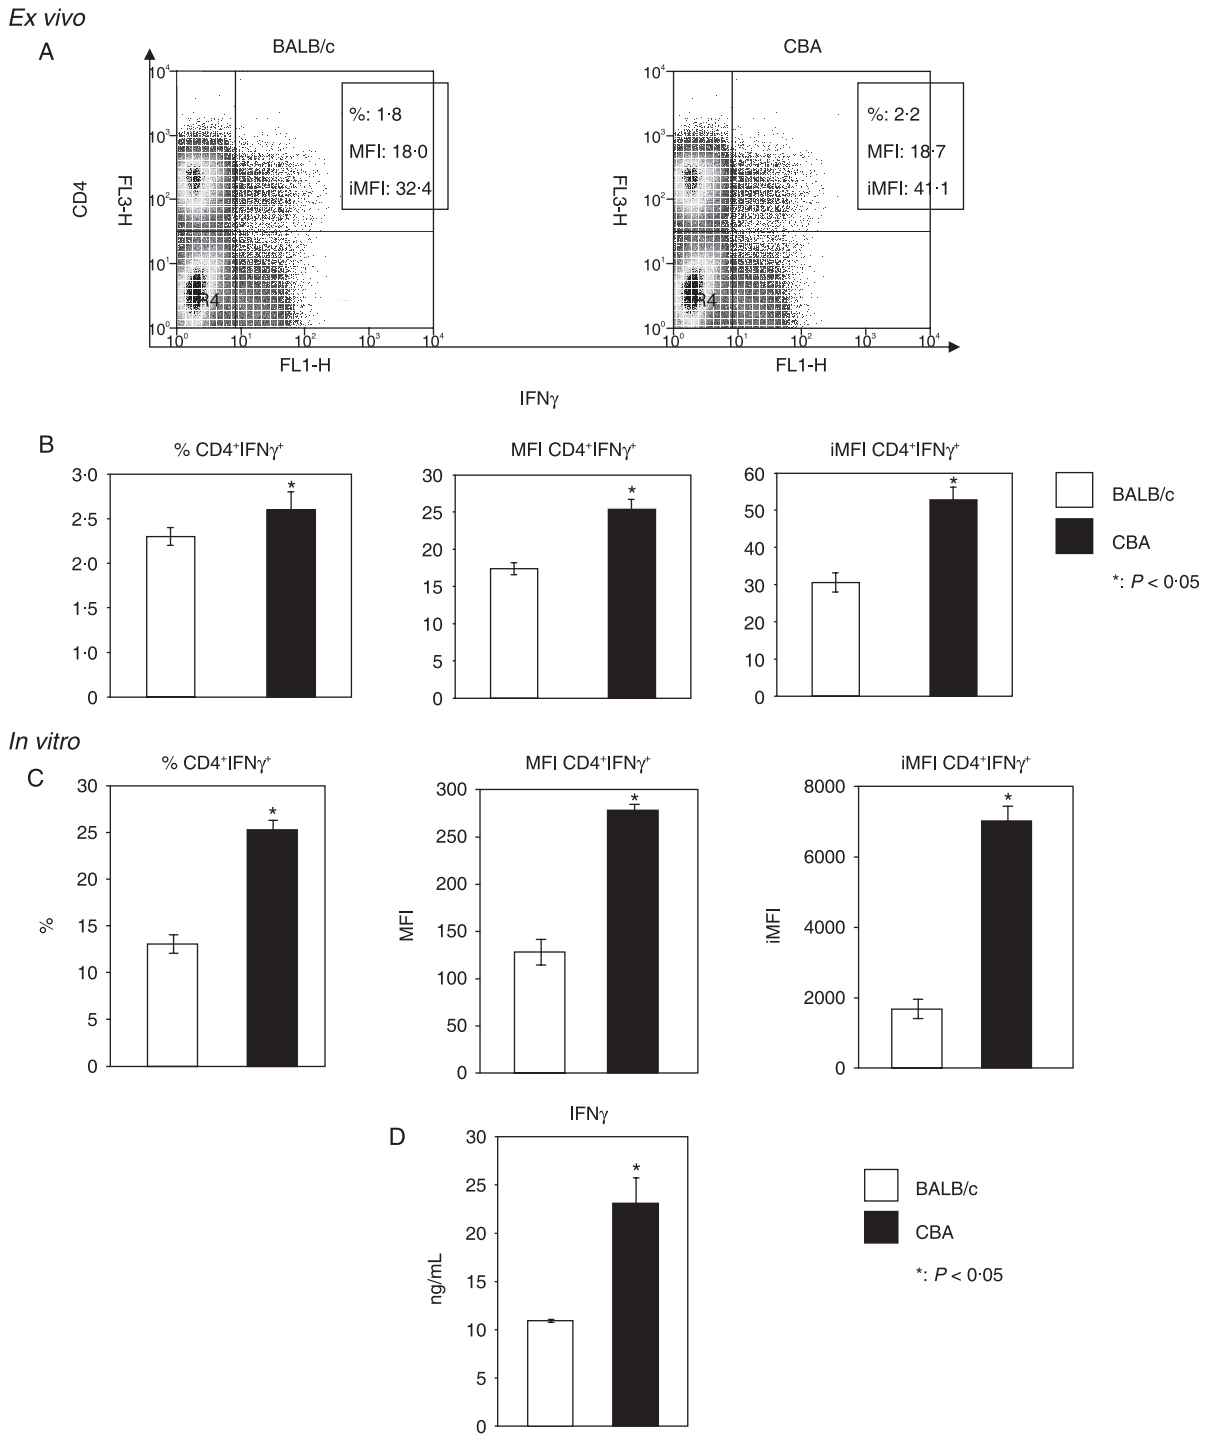 Ex vivo
A
BALB/c
CBA
10⁴
10³
10²
10¹
10⁰
CD4
FL3-H
%: 1·8
MFI: 18·0
iMFI: 32·4
R4
10⁰ 10¹ 10² 10³ 10⁴
FL1-H
10⁴
10³
10²
10¹
10⁰
FL3-H
%: 2·2
MFI: 18·7
iMFI: 41·1
R4
10⁰ 10¹ 10² 10³ 10⁴
FL1-H
IFNγ
B
% CD4⁺IFNγ⁺
3·0
2·5
2·0
1·5
1·0
0
*
MFI CD4⁺IFNγ⁺
30
25
20
15
10
5
0
*
iMFI CD4⁺IFNγ⁺
60
50
40
30
20
10
0
*
BALB/c
CBA
*: P < 0·05
In vitro
C
% CD4⁺IFNγ⁺
30
25
20
15
10
5
0
%
*
MFI CD4⁺IFNγ⁺
300
250
200
150
100
50
0
MFI
*
iMFI CD4⁺IFNγ⁺
8000
6000
4000
2000
0
iMFI
*
D
IFNγ
30
25
20
15
10
5
0
ng/mL
*
BALB/c
CBA
*: P < 0·05